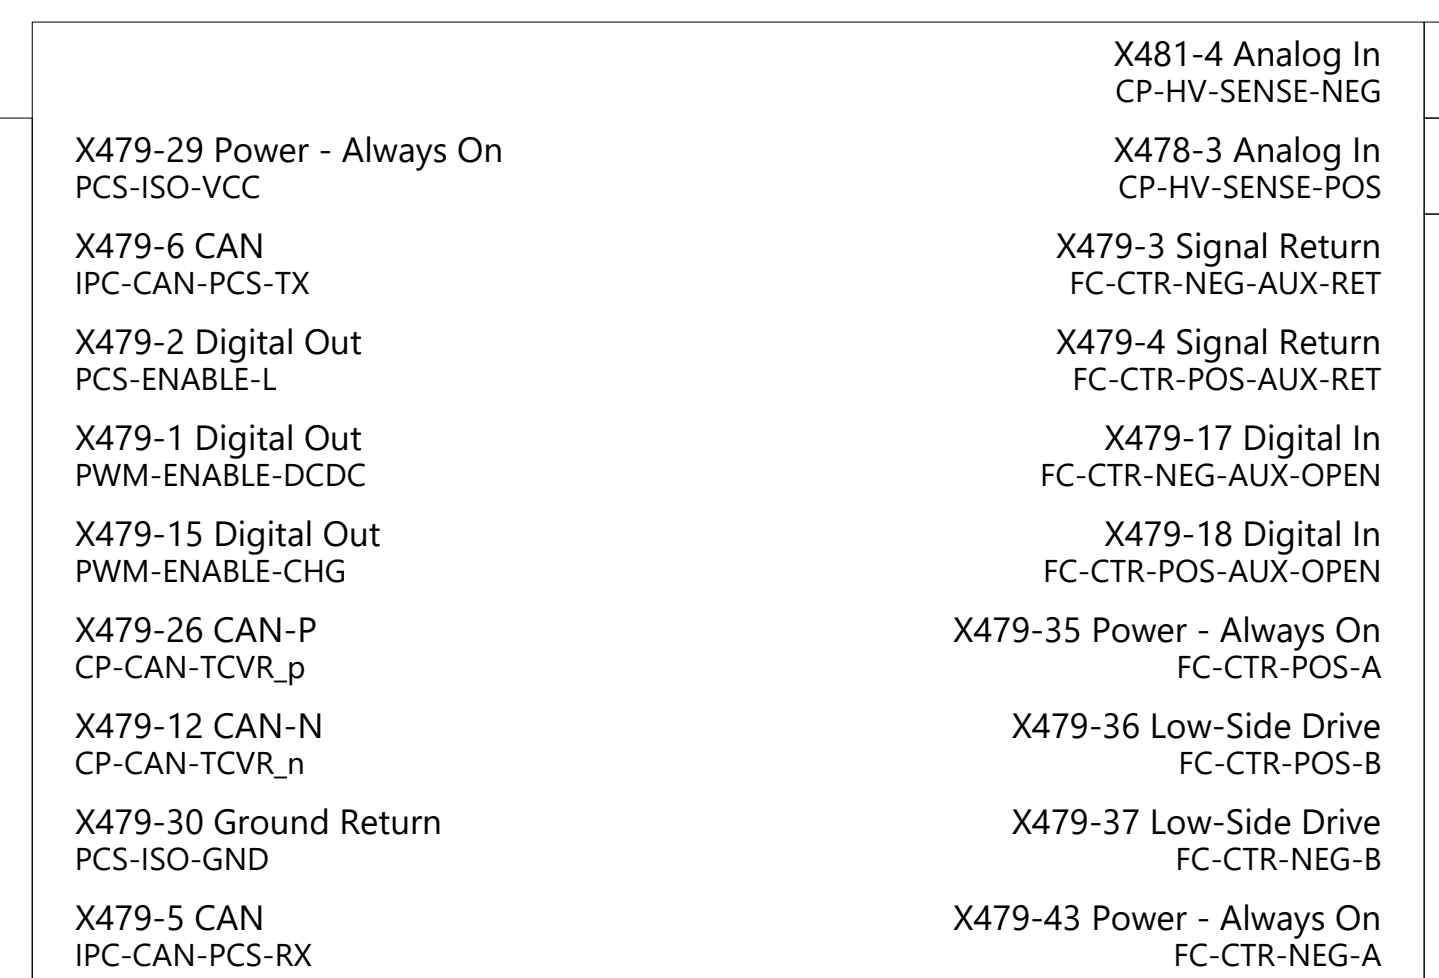 X481-4 Analog In
CP-HV-SENSE-NEG
X479-29 Power - Always On
PCS-ISO-VCC
X479-6 CAN
IPC-CAN-PCS-TX
X479-2 Digital Out
PCS-ENABLE-L
X479-1 Digital Out
PWM-ENABLE-DCDC
X479-15 Digital Out
PWM-ENABLE-CHG
X479-26 CAN-P
CP-CAN-TCVR_p
X479-12 CAN-N
CP-CAN-TCVR_n
X479-30 Ground Return
PCS-ISO-GND
X479-5 CAN
IPC-CAN-PCS-RX
X478-3 Analog In
CP-HV-SENSE-POS
X479-3 Signal Return
FC-CTR-NEG-AUX-RET
X479-4 Signal Return
FC-CTR-POS-AUX-RET
X479-17 Digital In
FC-CTR-NEG-AUX-OPEN
X479-18 Digital In
FC-CTR-POS-AUX-OPEN
X479-35 Power - Always On
FC-CTR-POS-A
X479-36 Low-Side Drive
FC-CTR-POS-B
X479-37 Low-Side Drive
FC-CTR-NEG-B
X479-43 Power - Always On
FC-CTR-NEG-A